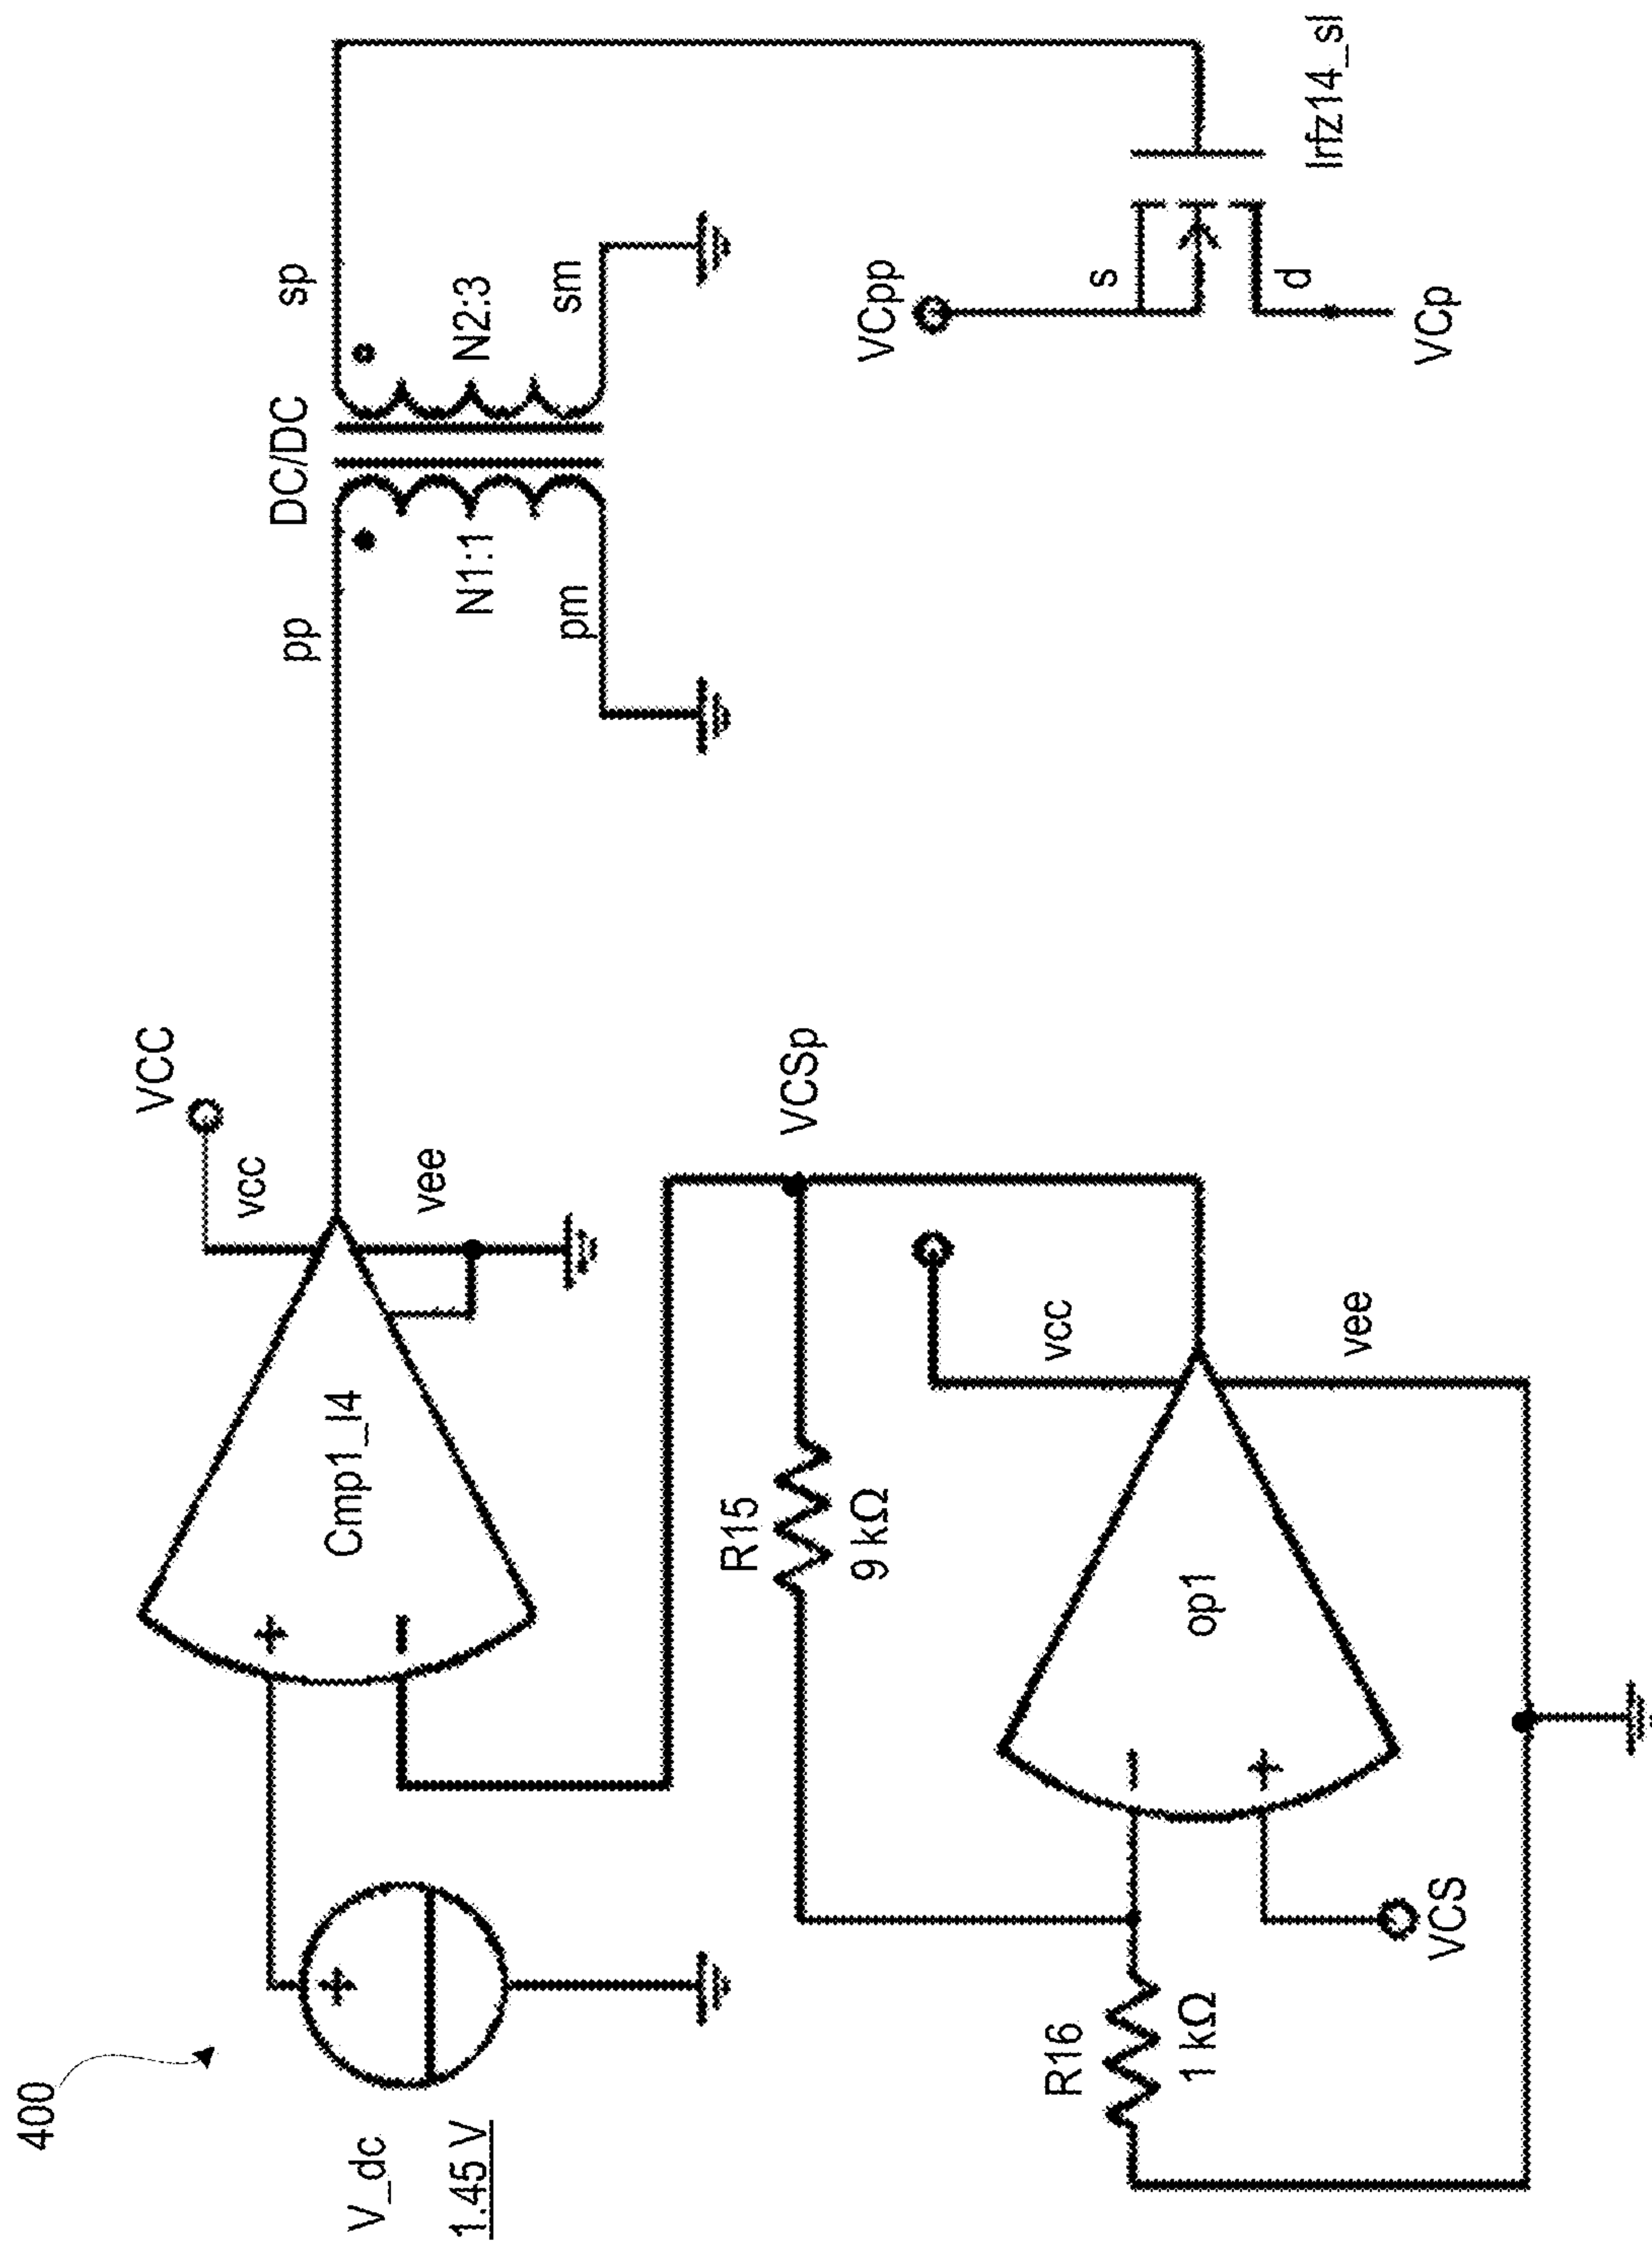 400
V_dc
1.45 V
+
+
−
Cmp1_I4
vcc
VCC
vee
pp
DC/DC
sp
N1:1
N2:3
pm
sm
VCSp
R15
9 kΩ
R16
1 kΩ
−
+
op1
vcc
vee
VCS
VCpp
s
d
VCp
Irfz14_sl